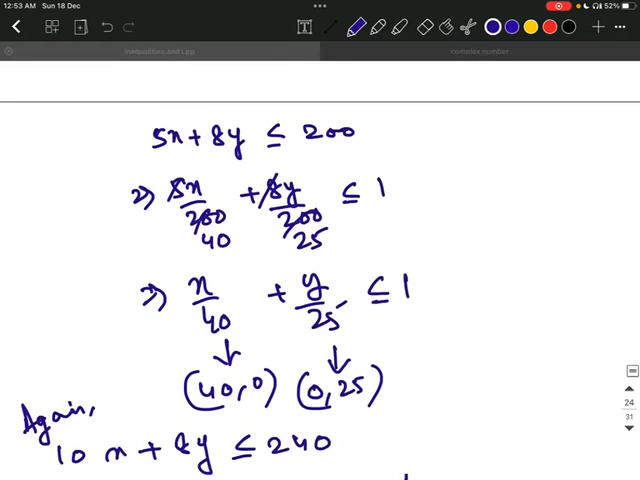 12:53 AM Sun 18 Dec 52%
inequalities and Lpp complex number
5x + 8y ≤ 200
⇒ 5x/200 + 8y/200 ≤ 1
40 25
⇒ x/40 + y/25 ≤ 1
(40,0) (0,25)
Again,
10x + 8y ≤ 240
24
31